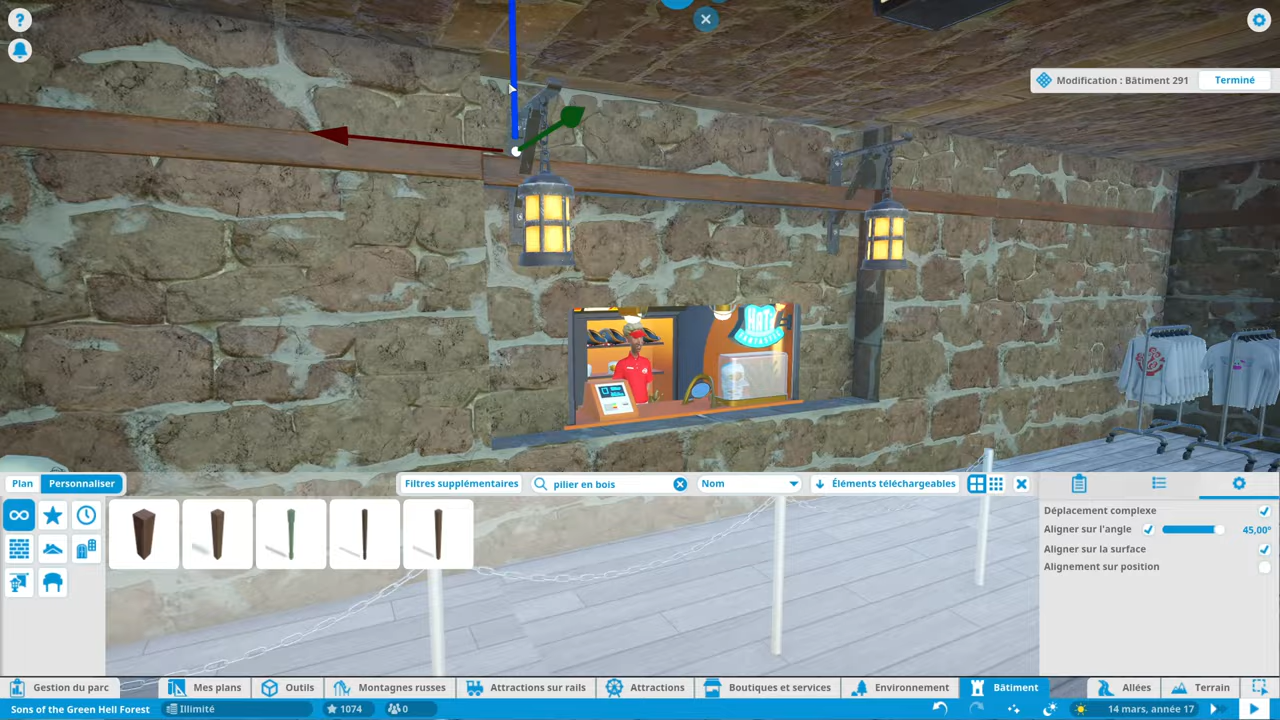 ?
Modification : Bâtiment 291
Terminé
HATS
Plan
Personnaliser
Filtres supplémentaires
pilier en bois
Nom
Éléments téléchargeables
Déplacement complexe
Aligner sur l'angle
45,00°
Aligner sur la surface
Alignement sur position
Gestion du parc
Mes plans
Outils
Montagnes russes
Attractions sur rails
Attractions
Boutiques et services
Environnement
Bâtiment
Allées
Terrain
Sons of the Green Hell Forest
Illimité
1074
0
14 mars, année 17